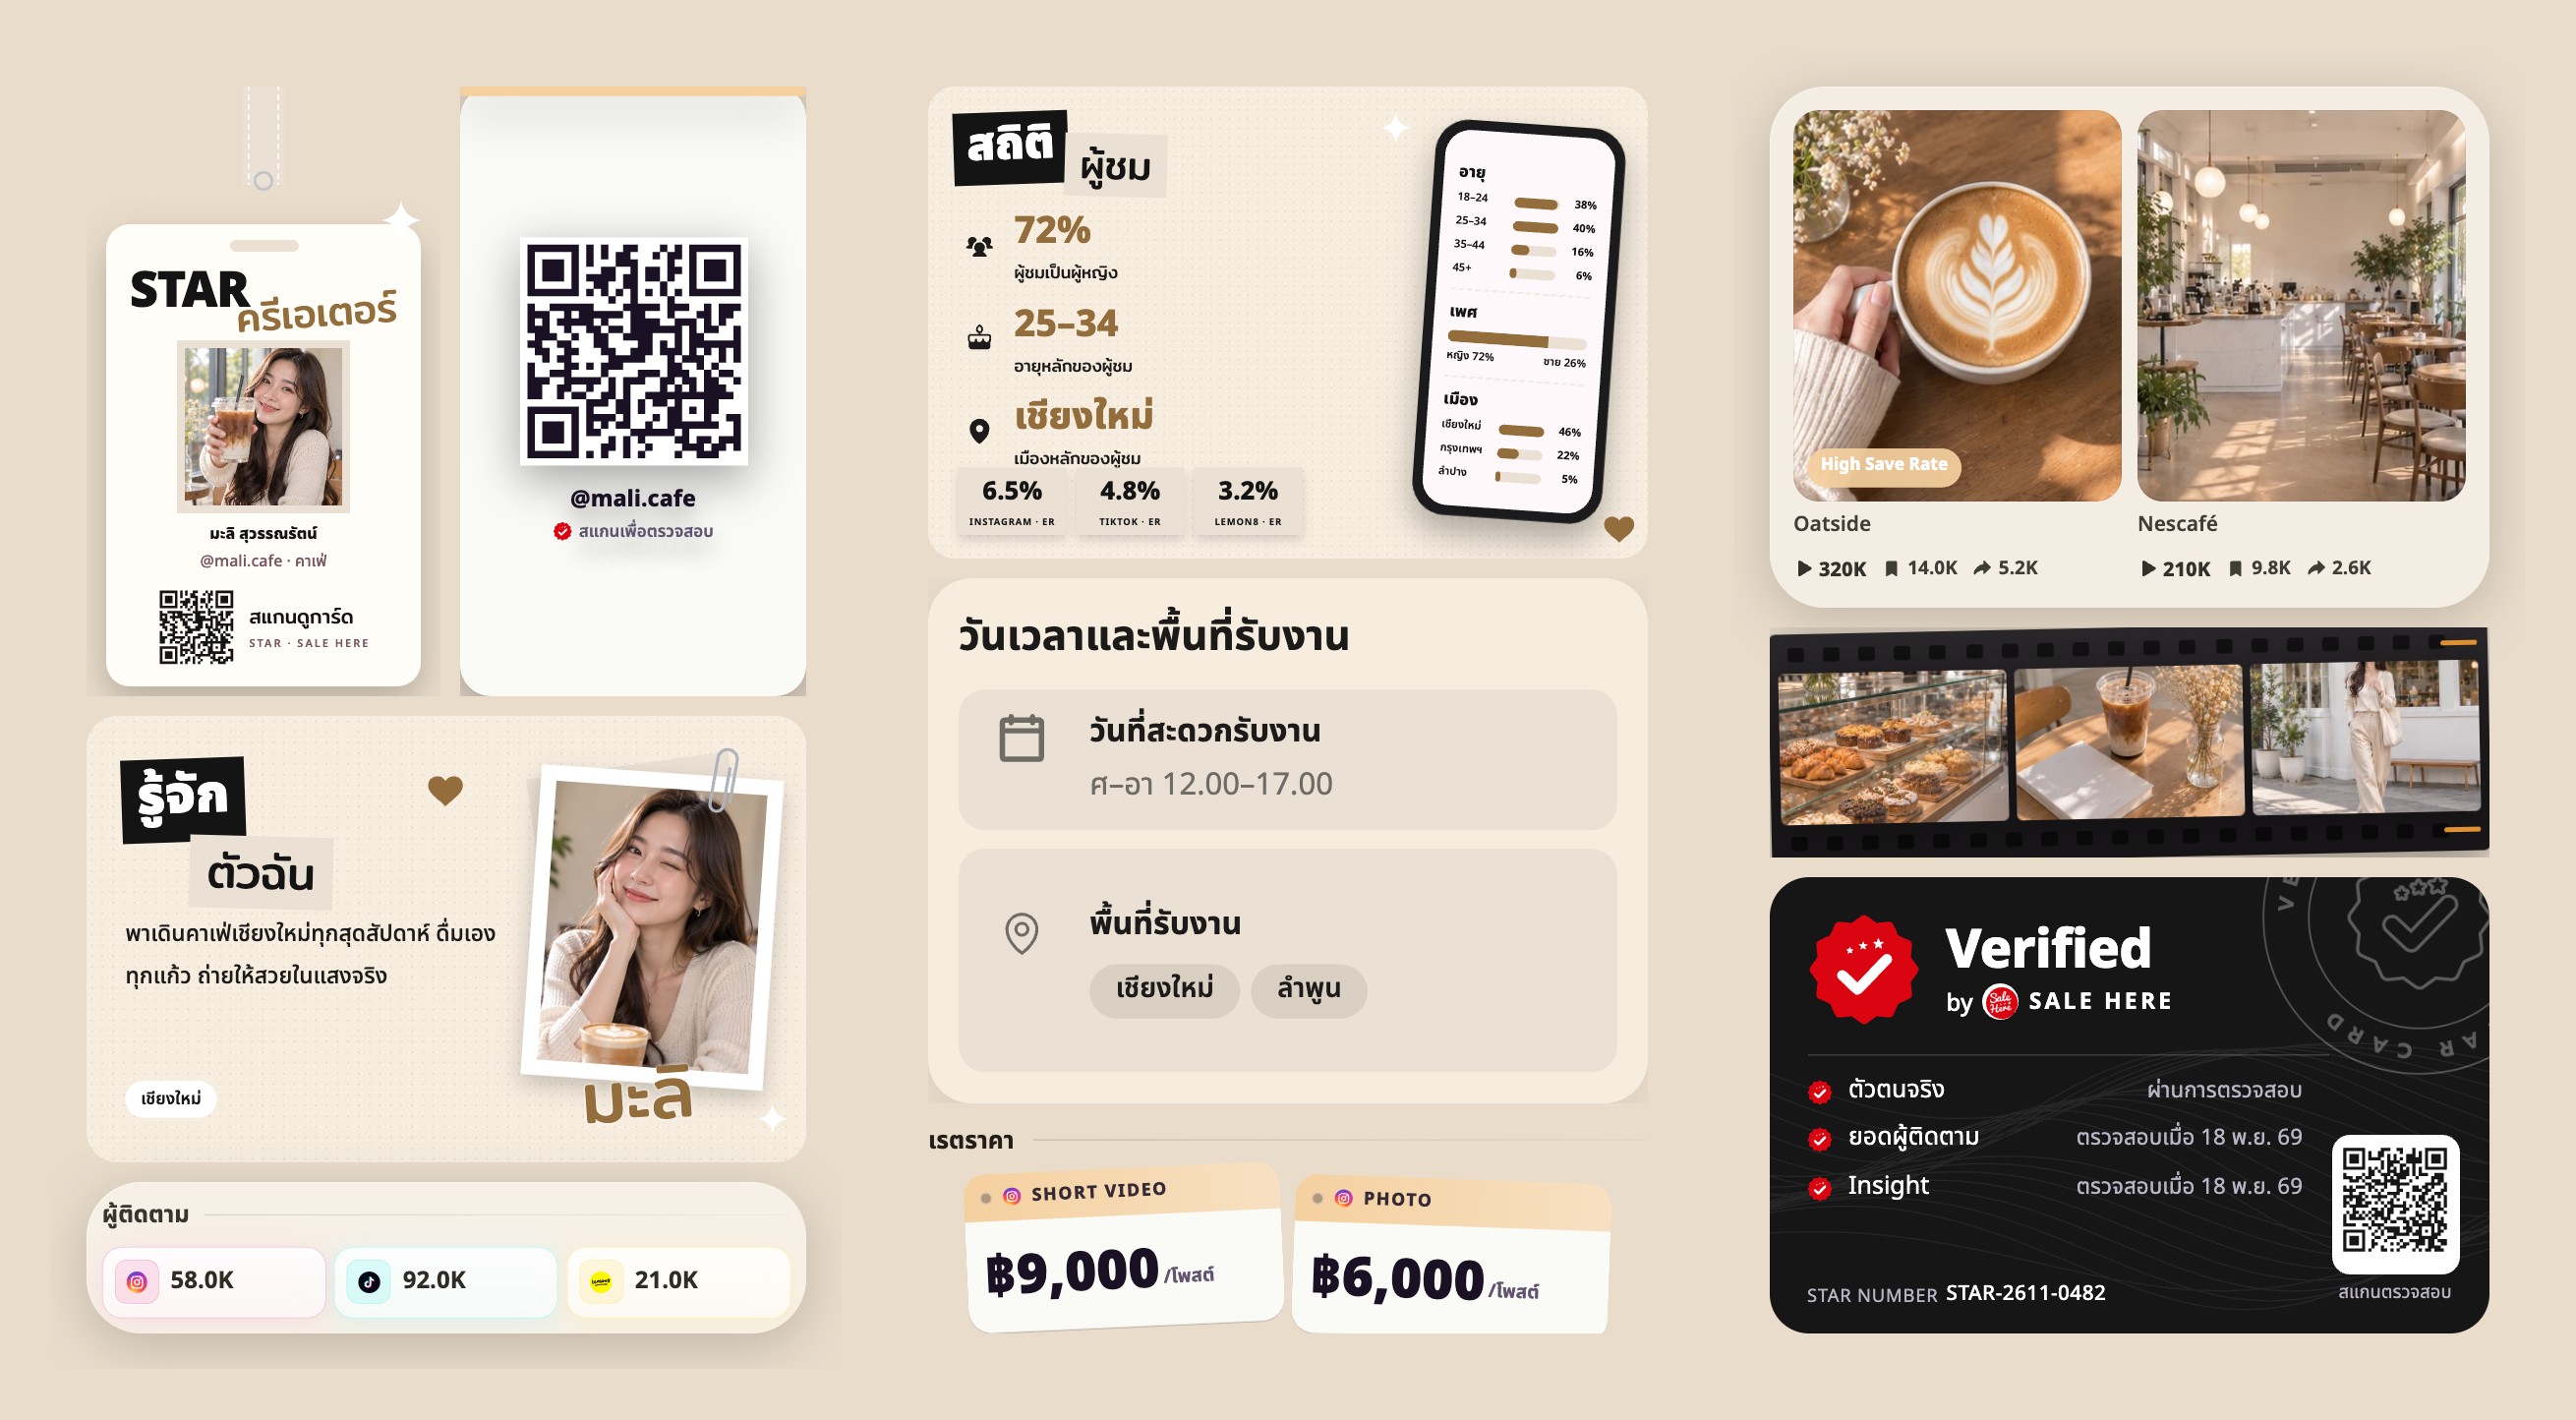 STAR
ครีเอเตอร์
มะลิ สุวรรณรัตน์
@mali.cafe · คาเฟ่
สแกนดูการ์ด
STAR · SALE HERE
@mali.cafe
สแกนเพื่อตรวจสอบ
รู้จัก
ตัวฉัน
พาเดินคาเฟ่เชียงใหม่ทุกสุดสัปดาห์ ดื่มเอง
ทุกแก้ว ถ่ายให้สวยในแสงจริง
เชียงใหม่
มะลิ
ผู้ติดตาม
58.0K
92.0K
21.0K
สถิติ
ผู้ชม
72%
ผู้ชมเป็นผู้หญิง
25–34
อายุหลักของผู้ชม
เชียงใหม่
เมืองหลักของผู้ชม
6.5%
INSTAGRAM · ER
4.8%
TIKTOK · ER
3.2%
LEMON8 · ER
อายุ
18–24 38%
25–34 40%
35–44 16%
45+ 6%
เพศ
หญิง 72% ชาย 26%
เมือง
เชียงใหม่ 46%
กรุงเทพฯ 22%
ลำปาง 5%
วันเวลาและพื้นที่รับงาน
วันที่สะดวกรับงาน
ศ–อา 12.00–17.00
พื้นที่รับงาน
เชียงใหม่ ลำพูน
เรตราคา
SHORT VIDEO
฿9,000 /โพสต์
PHOTO
฿6,000 /โพสต์
High Save Rate
Oatside
320K 14.0K 5.2K
Nescafé
210K 9.8K 2.6K
Verified
by Sale Here SALE HERE
ตัวตนจริง ผ่านการตรวจสอบ
ยอดผู้ติดตาม ตรวจสอบเมื่อ 18 พ.ย. 69
Insight ตรวจสอบเมื่อ 18 พ.ย. 69
STAR NUMBER STAR-2611-0482
สแกนตรวจสอบ